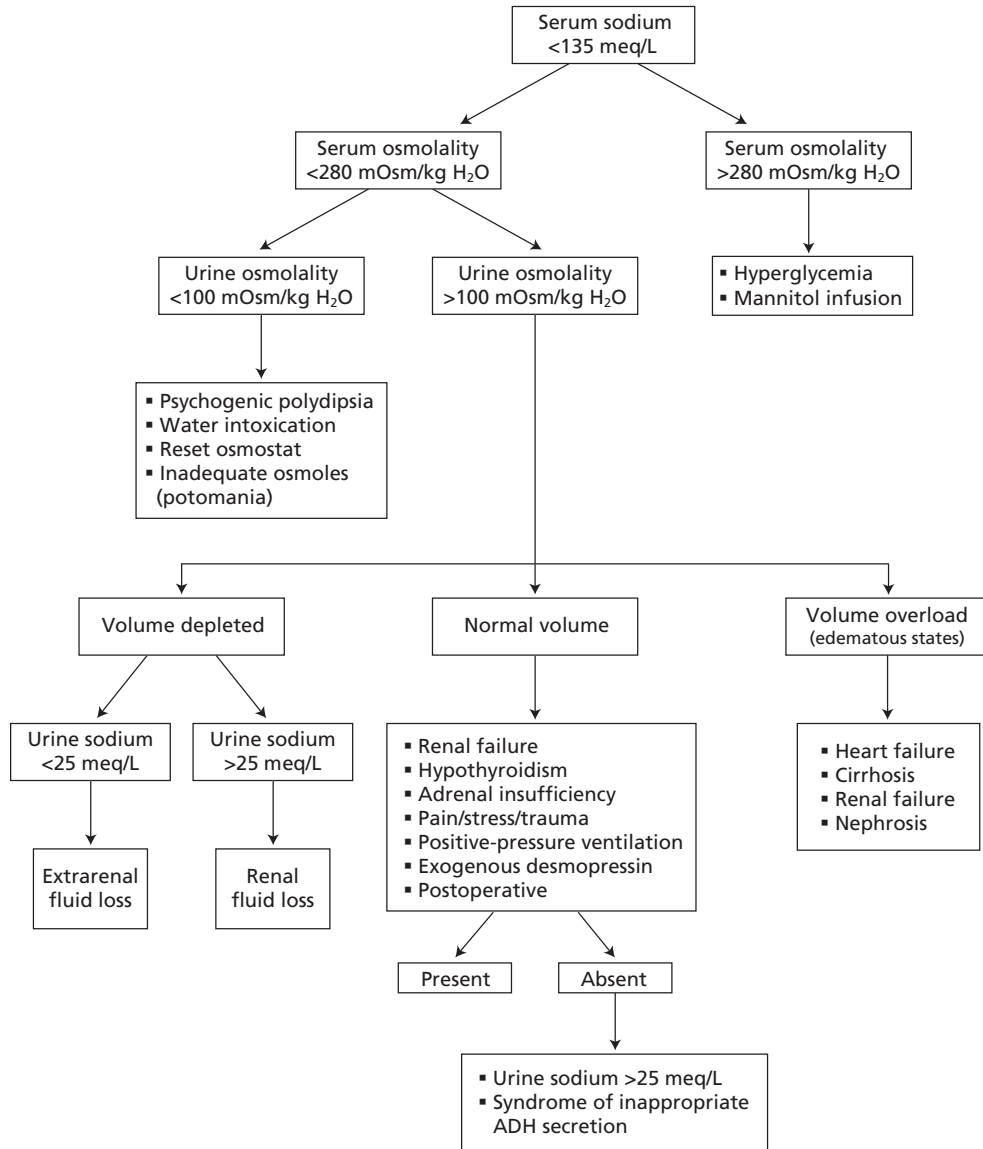 Serum sodium
<135 meq/L
Serum osmolality
<280 mOsm/kg H₂O
Serum osmolality
>280 mOsm/kg H₂O
Urine osmolality
<100 mOsm/kg H₂O
Urine osmolality
>100 mOsm/kg H₂O
▪ Hyperglycemia
▪ Mannitol infusion
▪ Psychogenic polydipsia
▪ Water intoxication
▪ Reset osmostat
▪ Inadequate osmoles
(potomania)
Volume depleted
Normal volume
Volume overload
(edematous states)
Urine sodium
<25 meq/L
Urine sodium
>25 meq/L
▪ Renal failure
▪ Hypothyroidism
▪ Adrenal insufficiency
▪ Pain/stress/trauma
▪ Positive-pressure ventilation
▪ Exogenous desmopressin
▪ Postoperative
▪ Heart failure
▪ Cirrhosis
▪ Renal failure
▪ Nephrosis
Extrarenal
fluid loss
Renal
fluid loss
Present
Absent
▪ Urine sodium >25 meq/L
▪ Syndrome of inappropriate
ADH secretion